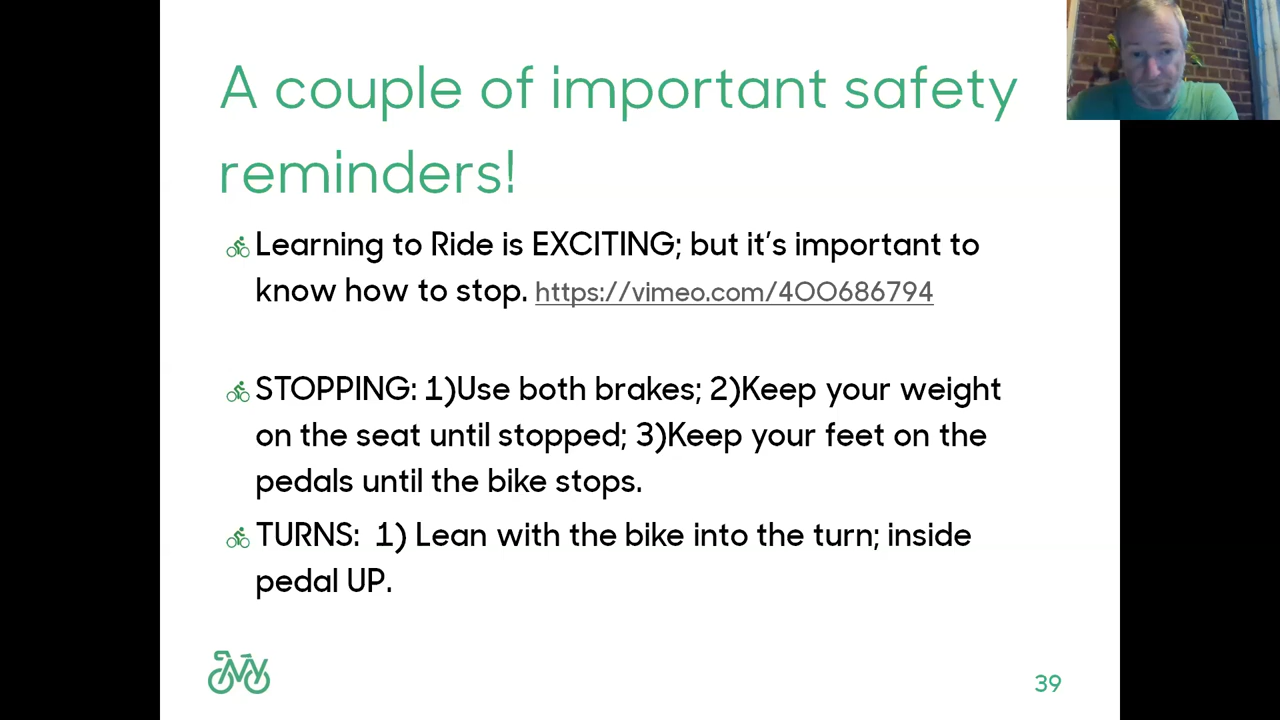 A couple of important safety
reminders!
Learning to Ride is EXCITING; but it's important to
know how to stop. https://vimeo.com/400686794
STOPPING: 1)Use both brakes; 2)Keep your weight
on the seat until stopped; 3)Keep your feet on the
pedals until the bike stops.
TURNS:  1) Lean with the bike into the turn; inside
pedal UP.
39